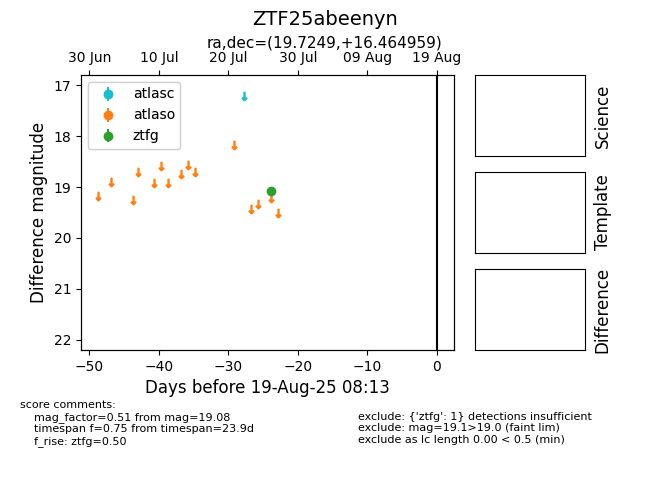 ZTF25abeenyn
ra,dec=(19.7249,+16.464959)
30 Jun 10 Jul 20 Jul 30 Jul 09 Aug 19 Aug
atlasc
atlaso
ztfg
17
18
19
20
21
22
Difference magnitude
−50 −40 −30 −20 −10 0
Days before 19-Aug-25 08:13
Science
Template
Difference
score comments:
mag_factor=0.51 from mag=19.08
timespan f=0.75 from timespan=23.9d
f_rise: ztfg=0.50
exclude: {'ztfg': 1} detections insufficient
exclude: mag=19.1>19.0 (faint lim)
exclude as lc length 0.00 < 0.5 (min)